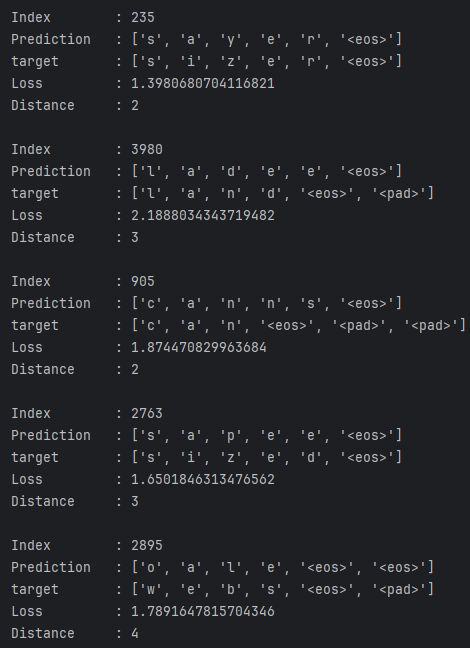 Index : 235
Prediction : ['s', 'a', 'y', 'e', 'r', '<eos>']
target : ['s', 'i', 'z', 'e', 'r', '<eos>']
Loss : 1.3980680704116821
Distance : 2
Index : 3980
Prediction : ['l', 'a', 'd', 'e', 'e', '<eos>']
target : ['l', 'a', 'n', 'd', '<eos>', '<pad>']
Loss : 2.1888034343719482
Distance : 3
Index : 905
Prediction : ['c', 'a', 'n', 'n', 's', '<eos>']
target : ['c', 'a', 'n', '<eos>', '<pad>', '<pad>']
Loss : 1.874470829963684
Distance : 2
Index : 2763
Prediction : ['s', 'a', 'p', 'e', 'e', '<eos>']
target : ['s', 'i', 'z', 'e', 'd', '<eos>']
Loss : 1.6501846313476562
Distance : 3
Index : 2895
Prediction : ['o', 'a', 'l', 'e', '<eos>', '<eos>']
target : ['w', 'e', 'b', 's', '<eos>', '<pad>']
Loss : 1.7891647815704346
Distance : 4